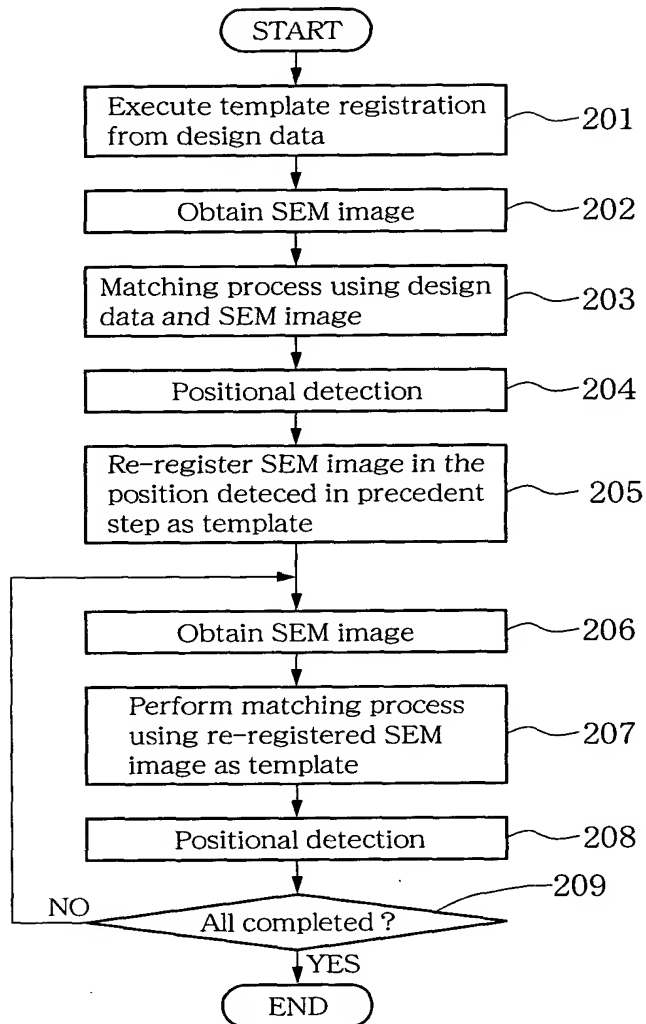 START
Execute template registration
from design data
201
Obtain SEM image
202
Matching process using design
data and SEM image
203
Positional detection
204
Re-register SEM image in the
position deteced in precedent
step as template
205
Obtain SEM image
206
Perform matching process
using re-registered SEM
image as template
207
Positional detection
208
209
All completed ?
NO
YES
END